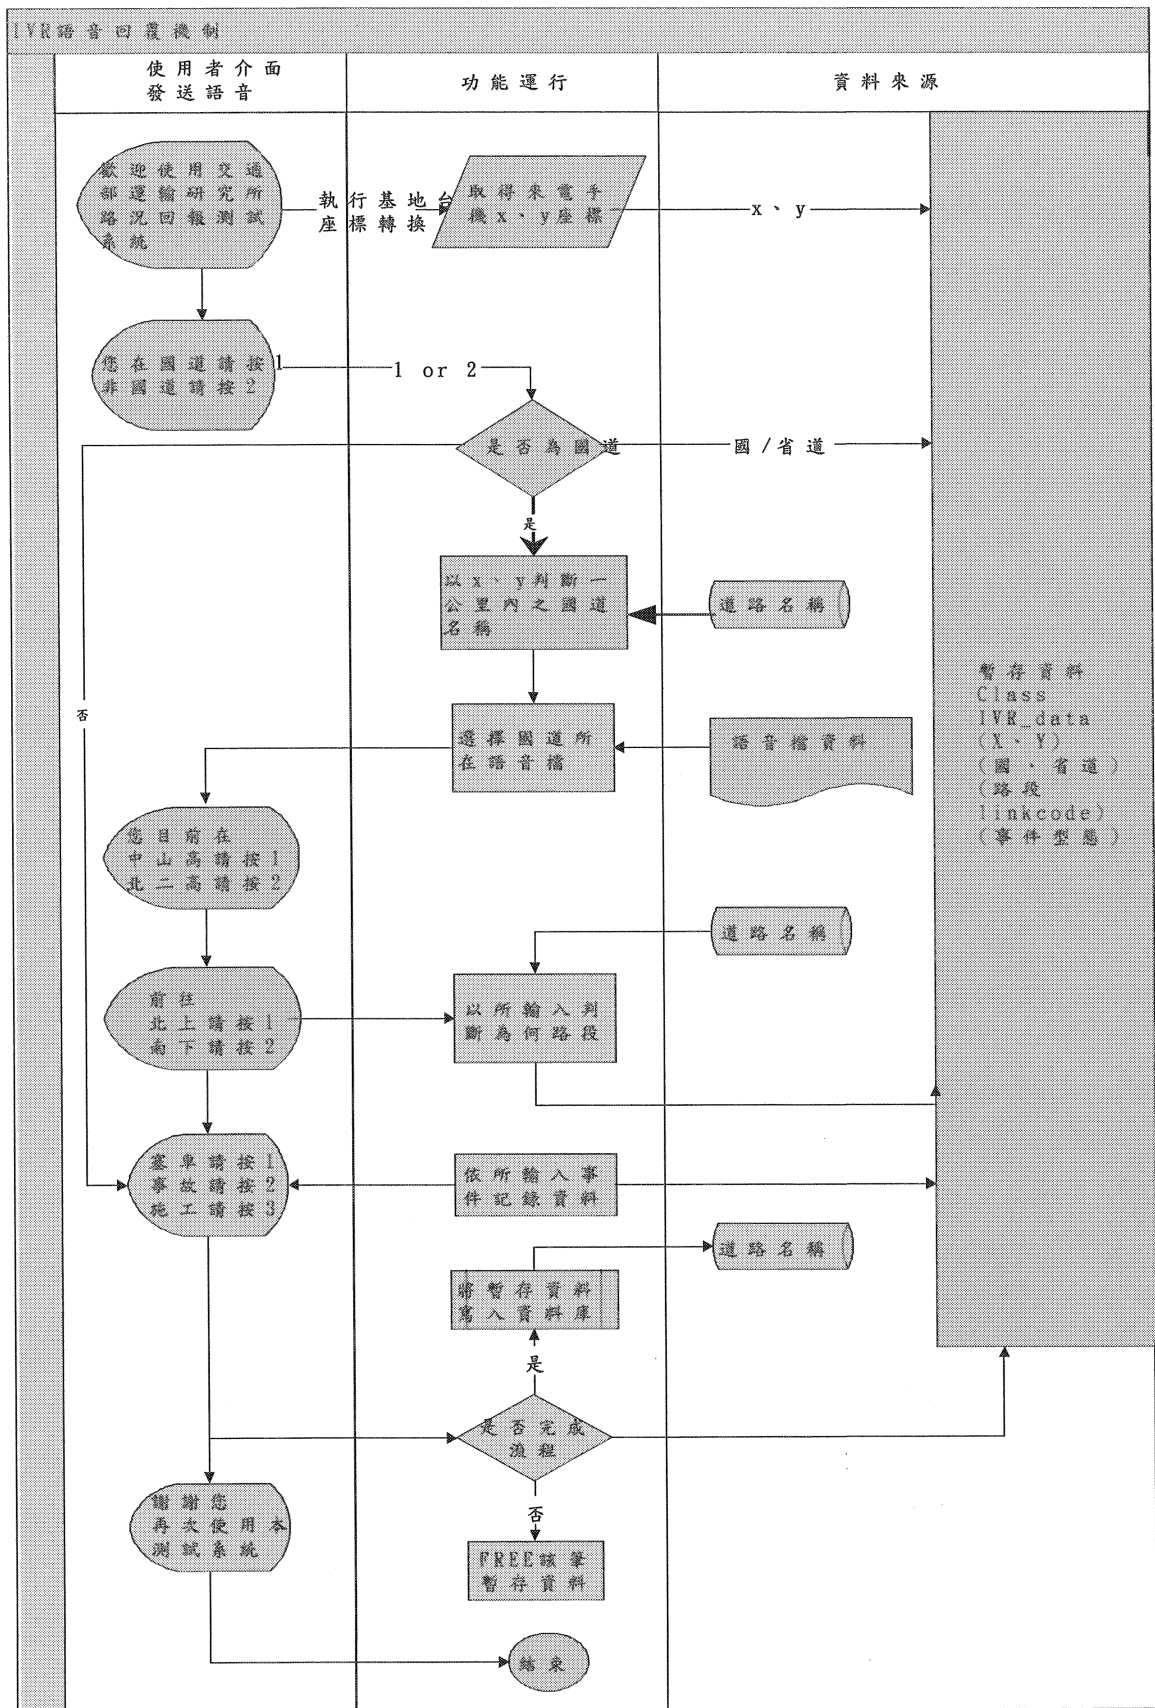 IVR語音回覆機制
使用者介面
發送語音
功能運行
資料來源
歡迎使用交通
部運輸研究所
路況回報測試
系統
執行基地台
座標轉換
取得來電手
機x、y座標
x、y
您在國道請按1
非國道請按2
1 or 2
是否為國道
國/省道
是
以x、y判斷一
公里內之國道
名稱
道路名稱
否
選擇國道所
在語音檔
語音檔資料
暫存資料
Class
IVR_data
(X、Y)
(國、省道)
(路段
linkcode)
(事件型態)
您目前在
中山高請按1
北二高請按2
道路名稱
前往
北上請按1
南下請按2
以所輸入判
斷為何路段
塞車請按1
事故請按2
施工請按3
依所輸入事
件記錄資料
道路名稱
將暫存資料
寫入資料庫
是
是否完成
流程
謝謝您
再次使用本
測試系統
否
FREE該筆
暫存資料
結束